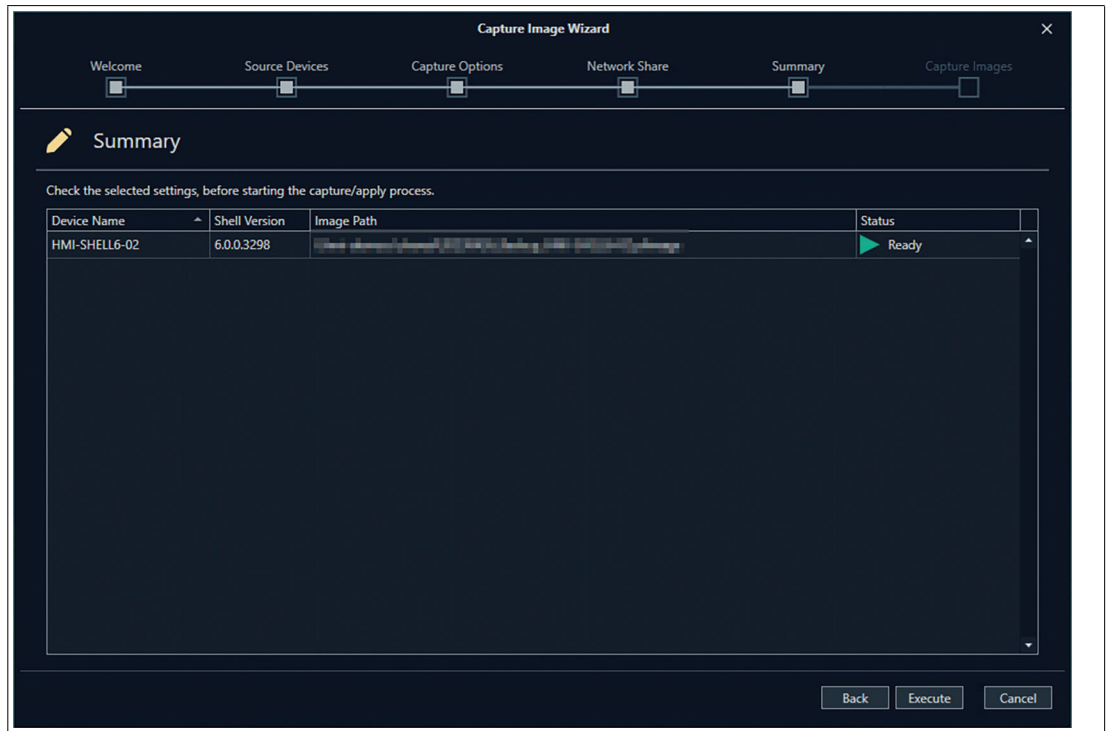 Capture Image Wizard
Welcome Source Devices Capture Options Network Share Summary Capture Images
Summary
Check the selected settings, before starting the capture/apply process.
Device Name Shell Version Image Path Status
HMI-SHELL6-02 6.0.0.3298 Ready
Back Execute Cancel